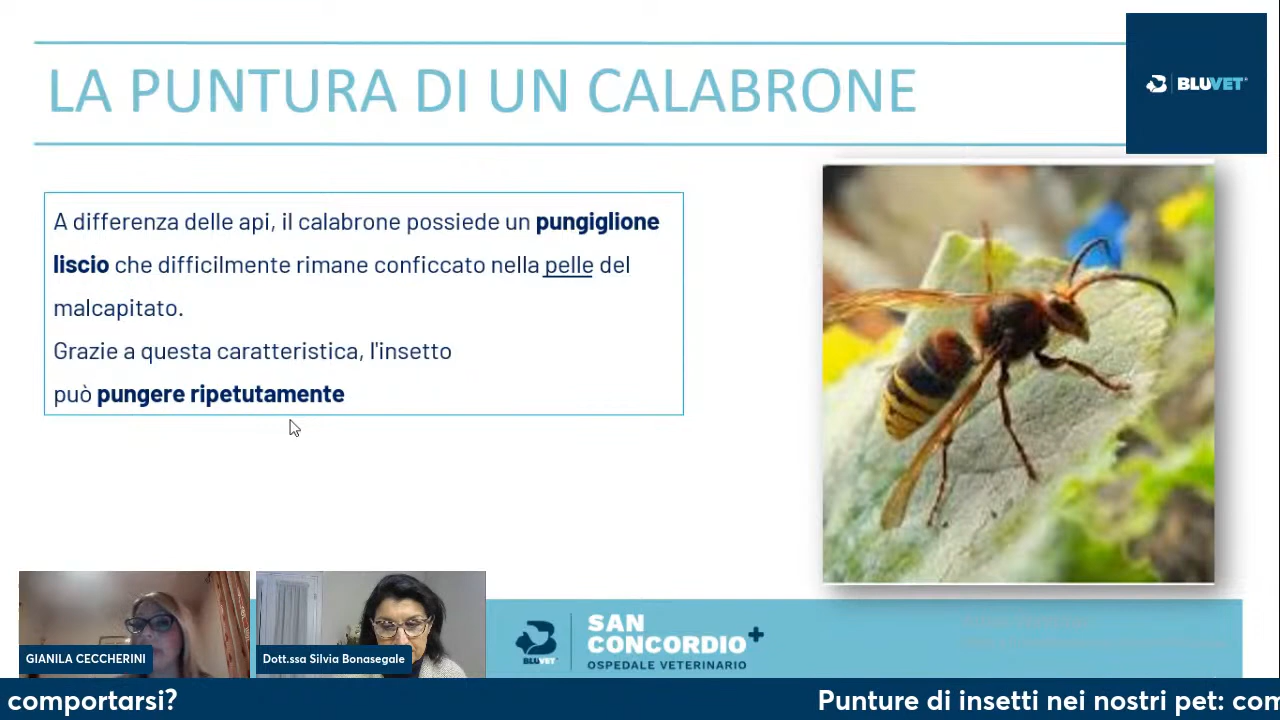 LA PUNTURA DI UN CALABRONE
BLUVET
A differenza delle api, il calabrone possiede un pungiglione
liscio che difficilmente rimane conficcato nella pelle del
malcapitato.
Grazie a questa caratteristica, l'insetto
può pungere ripetutamente
GIANILA CECCHERINI
Dott.ssa Silvia Bonasegale
BLUVET
SAN
CONCORDIO+
OSPEDALE VETERINARIO
comportarsi?
Punture di insetti nei nostri pet: com